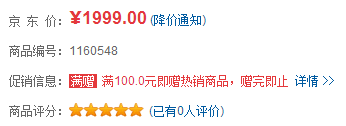 京 东 价： ¥1999.00 (降价通知)
商品编号： 1160548
促销信息： 满赠 满100.0元即赠热销商品，赠完即止 详情 >>
商品评分： (已有0人评价)